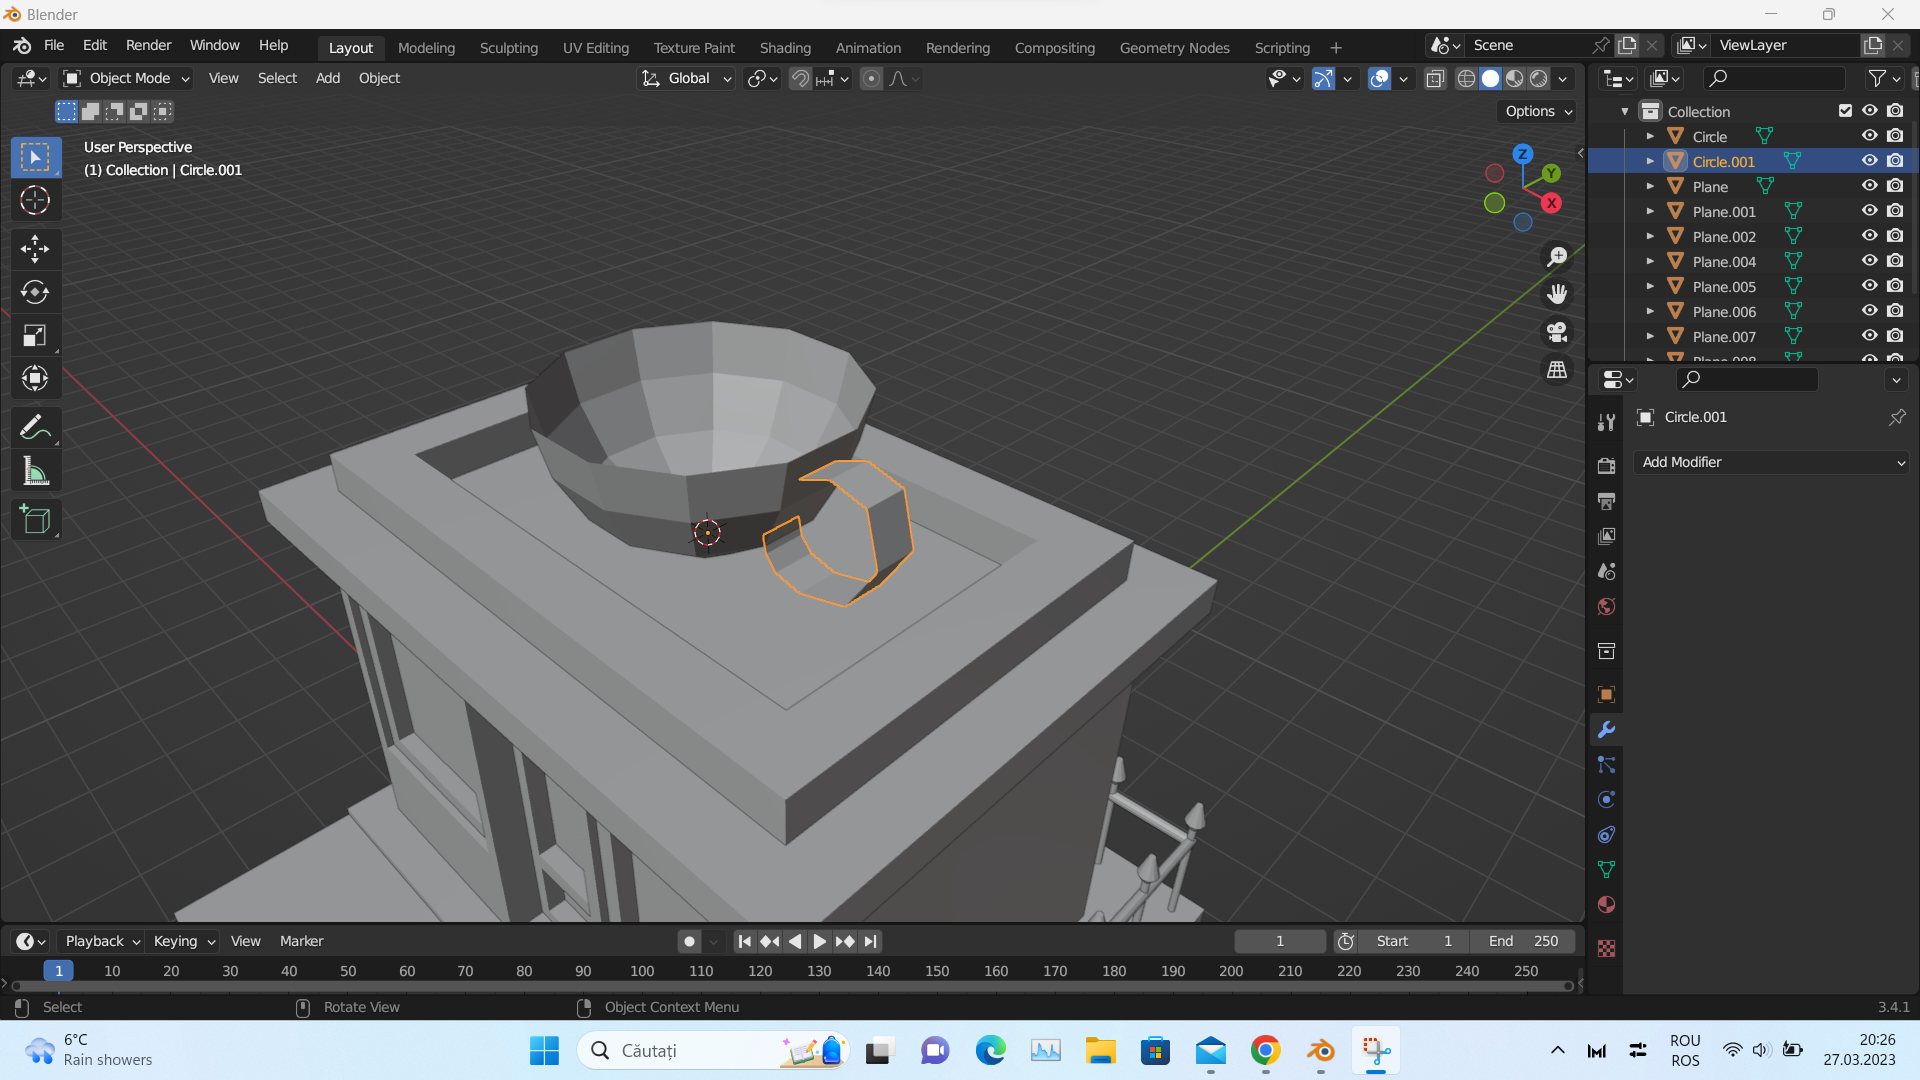 Blender
File Edit Render Window Help Layout Modeling Sculpting UV Editing Texture Paint Shading Animation Rendering Compositing Geometry Nodes Scripting + Scene ViewLayer
Object Mode View Select Add Object Global
Options
User Perspective
(1) Collection | Circle.001
Z
Y
X
Collection
Circle
Circle.001
Plane
Plane.001
Plane.002
Plane.004
Plane.005
Plane.006
Plane.007
Plane.008
Circle.001
Add Modifier
Playback Keying View Marker 1 Start 1 End 250
1 10 20 30 40 50 60 70 80 90 100 110 120 130 140 150 160 170 180 190 200 210 220 230 240 250
Select Rotate View Object Context Menu 3.4.1
6°C
Rain showers
Căutați
ROU
ROS
20:26
27.03.2023